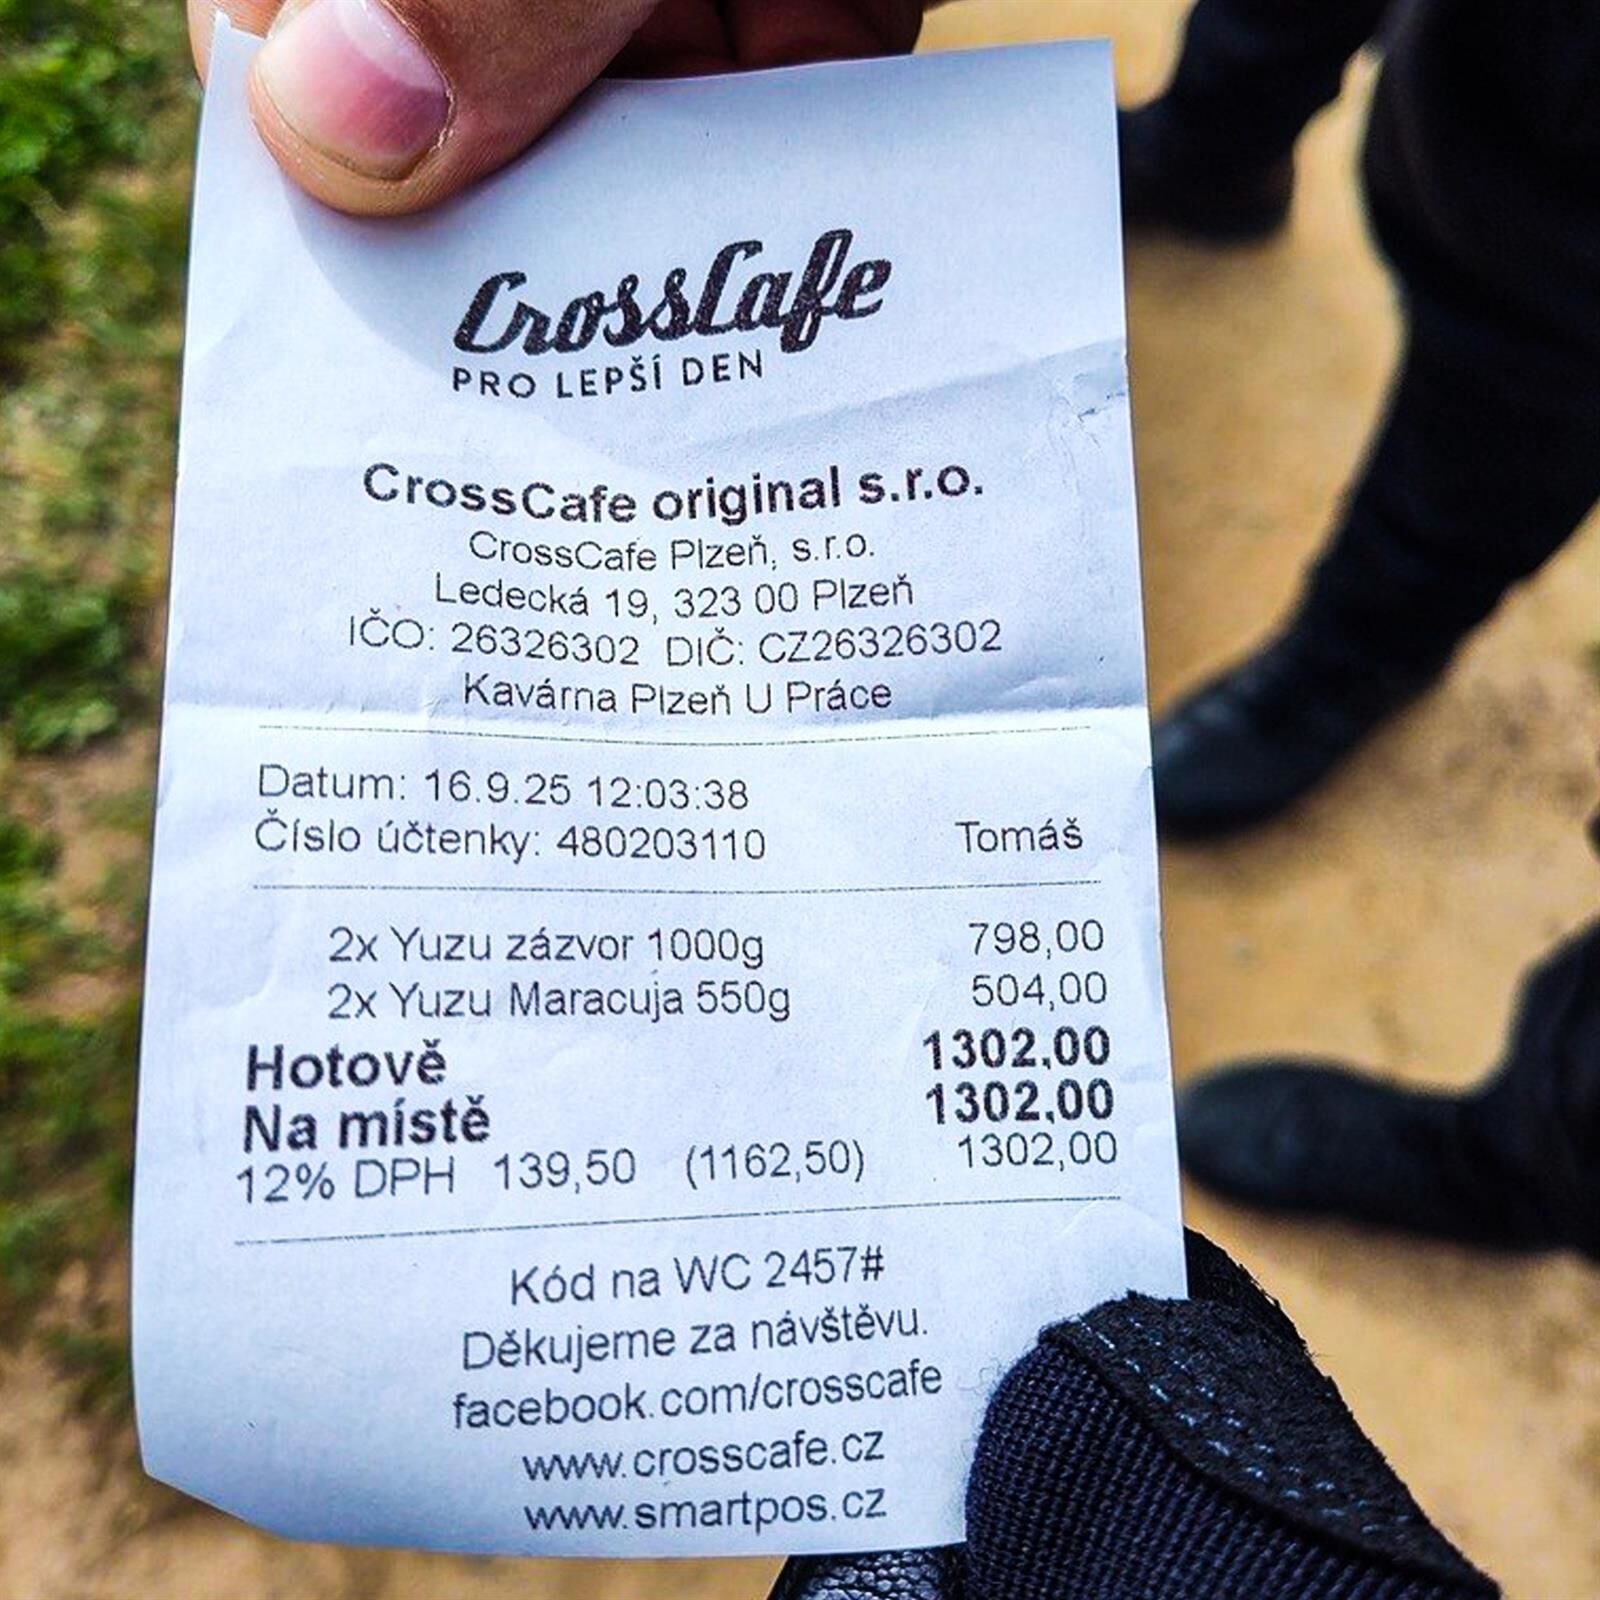 CrossCafe
PRO LEPŠÍ DEN
CrossCafe original s.r.o.
CrossCafe Plzeň, s.r.o.
Ledecká 19, 323 00 Plzeň
IČO: 26326302 DIČ: CZ26326302
Kavárna Plzeň U Práce
Datum: 16.9.25 12:03:38
Číslo účtenky: 480203110 Tomáš
2x Yuzu zázvor 1000g 798,00
2x Yuzu Maracuja 550g 504,00
Hotově 1302,00
Na místě 1302,00
12% DPH 139,50 (1162,50) 1302,00
Kód na WC 2457#
Děkujeme za návštěvu.
facebook.com/crosscafe
www.crosscafe.cz
www.smartpos.cz